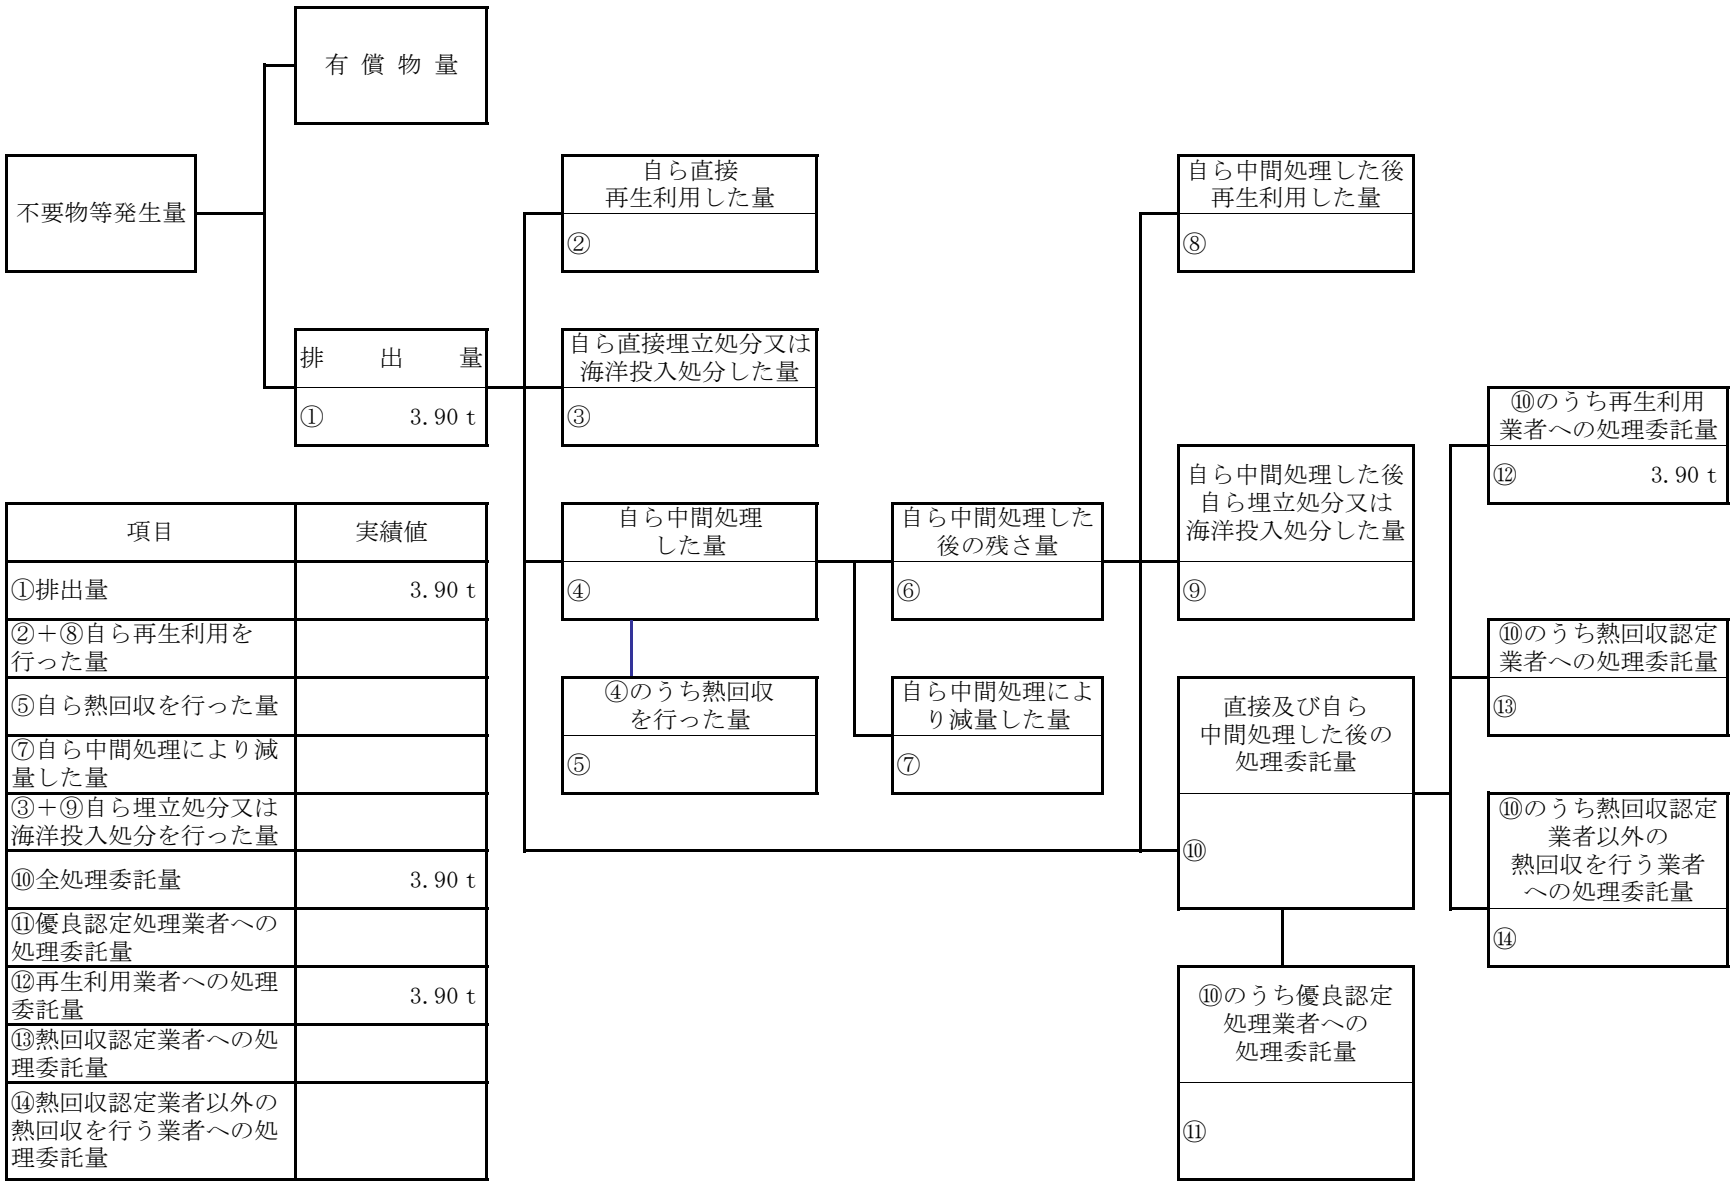 有償物量
不要物等発生量
自ら直接
再生利用した量
②
自ら中間処理した後
再生利用した量
⑧
排出量
① 3.90 t
自ら直接埋立処分又は
海洋投入処分した量
③
⑩のうち再生利用
業者への処理委託量
⑫ 3.90 t
自ら中間処理
した量
④
自ら中間処理した
後の残さ量
⑥
自ら中間処理した後
自ら埋立処分又は
海洋投入処分した量
⑨
⑩のうち熱回収認定
業者への処理委託量
⑬
④のうち熱回収
を行った量
⑤
自ら中間処理によ
り減量した量
⑦
直接及び自ら
中間処理した後の
処理委託量
⑩
⑩のうち熱回収認定
業者以外の
熱回収を行う業者
への処理委託量
⑭
⑩のうち優良認定
処理業者への
処理委託量
⑪
項目 実績値
①排出量 3.90 t
②＋⑧自ら再生利用を
行った量
⑤自ら熱回収を行った量
⑦自ら中間処理により減
量した量
③＋⑨自ら埋立処分又は
海洋投入処分を行った量
⑩全処理委託量 3.90 t
⑪優良認定処理業者への
処理委託量
⑫再生利用業者への処理
委託量 3.90 t
⑬熱回収認定業者への処
理委託量
⑭熱回収認定業者以外の
熱回収を行う業者への処
理委託量